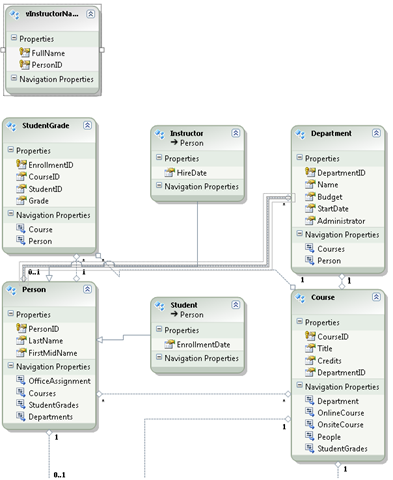 vInstructorNa...
Properties
FullName
PersonID
Navigation Properties
StudentGrade
Properties
EnrollmentID
CourseID
StudentID
Grade
Navigation Properties
Course
Person
Instructor
Person
Properties
HireDate
Navigation Properties
Department
Properties
DepartmentID
Name
Budget
StartDate
Administrator
Navigation Properties
Courses
Person
*
*
*
0..1
1
1
1
Person
Properties
PersonID
LastName
FirstMidName
Navigation Properties
OfficeAssignment
Courses
StudentGrades
Departments
Student
Person
Properties
EnrollmentDate
Navigation Properties
Course
Properties
CourseID
Title
Credits
DepartmentID
Navigation Properties
Department
OnlineCourse
OnsiteCourse
People
StudentGrades
*
*
1
1
1
0..1